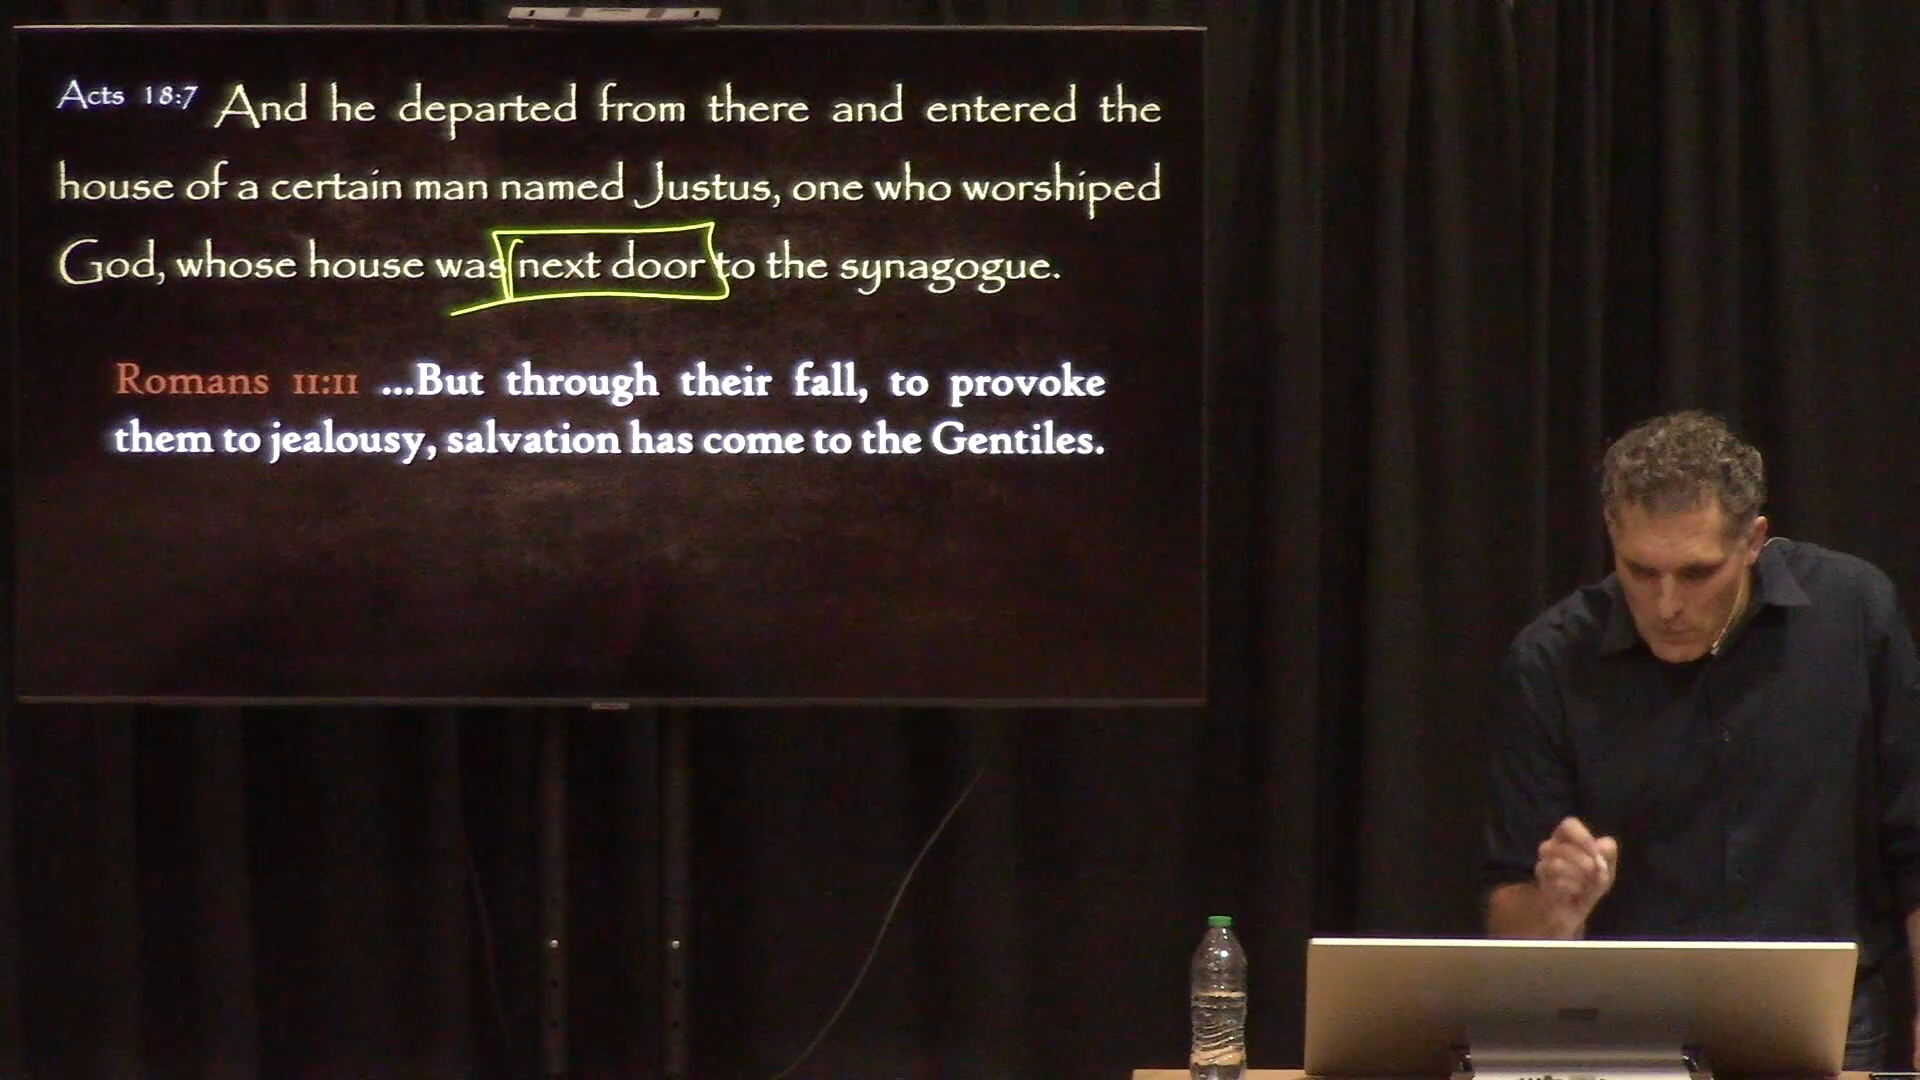 Acts 18:7 And he departed from there and entered the
house of a certain man named Justus, one who worshiped
God, whose house was next door to the synagogue.
Romans 11:11 ...But through their fall, to provoke
them to jealousy, salvation has come to the Gentiles.